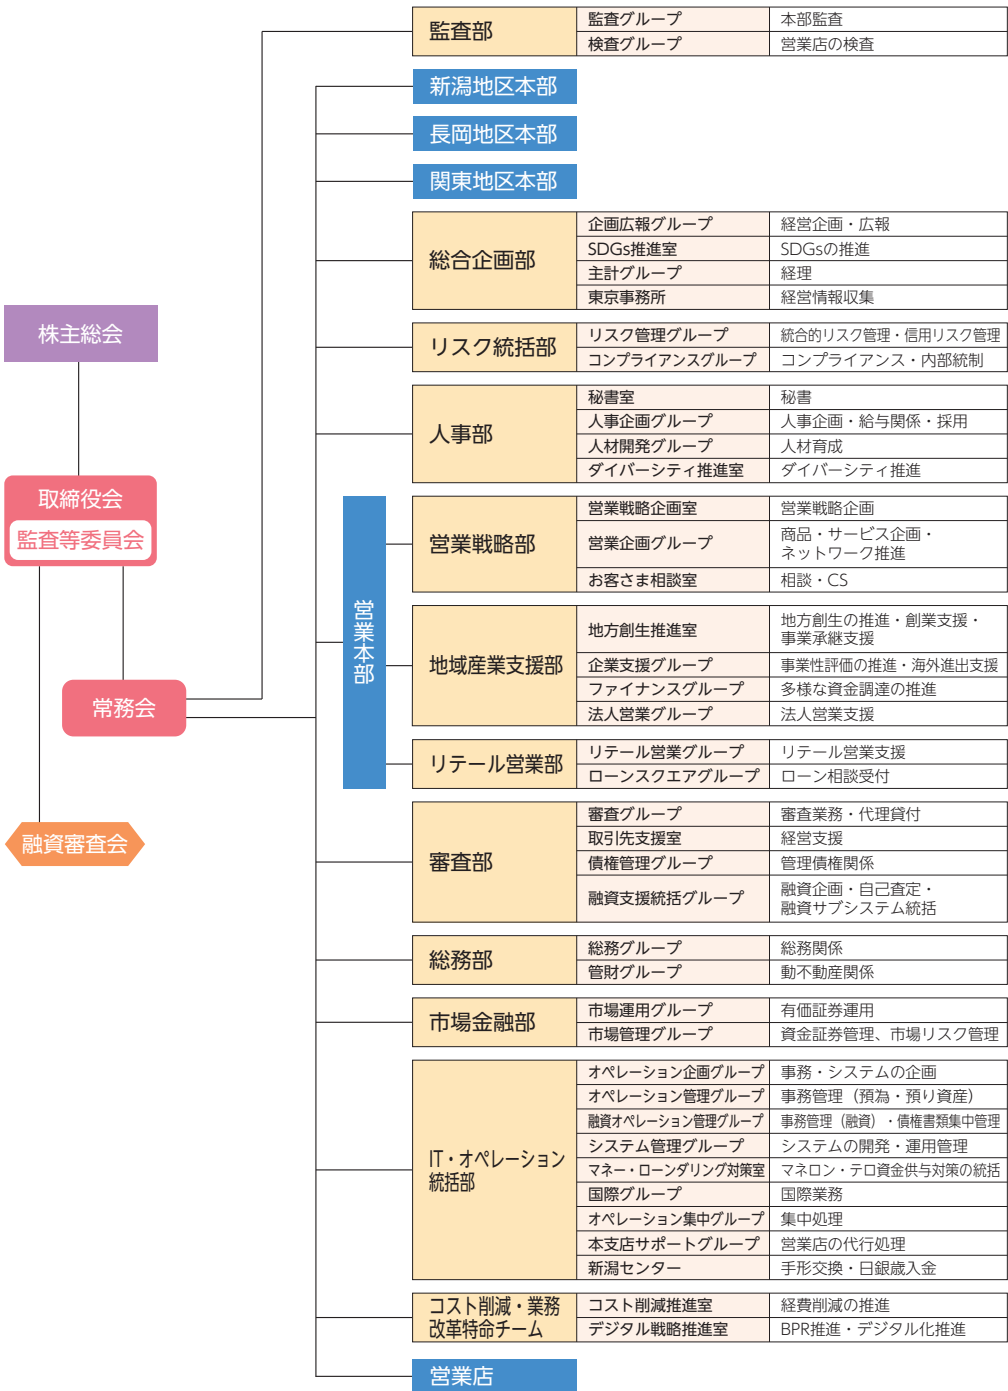 株主総会
取締役会
監査等委員会
常務会
融資審査会
監査部
監査グループ 本部監査
検査グループ 営業店の検査
新潟地区本部
長岡地区本部
関東地区本部
総合企画部
企画広報グループ 経営企画・広報
SDGs推進室 SDGsの推進
主計グループ 経理
東京事務所 経営情報収集
リスク統括部
リスク管理グループ 統合的リスク管理・信用リスク管理
コンプライアンスグループ コンプライアンス・内部統制
人事部
秘書室 秘書
人事企画グループ 人事企画・給与関係・採用
人材開発グループ 人材育成
ダイバーシティ推進室 ダイバーシティ推進
営業本部
営業戦略部
営業戦略企画室 営業戦略企画
営業企画グループ 商品・サービス企画・
ネットワーク推進
お客さま相談室 相談・CS
地域産業支援部
地方創生推進室 地方創生の推進・創業支援・
事業承継支援
企業支援グループ 事業性評価の推進・海外進出支援
ファイナンスグループ 多様な資金調達の推進
法人営業グループ 法人営業支援
リテール営業部
リテール営業グループ リテール営業支援
ローンスクエアグループ ローン相談受付
審査部
審査グループ 審査業務・代理貸付
取引先支援室 経営支援
債権管理グループ 管理債権関係
融資支援統括グループ 融資企画・自己査定・
融資サブシステム統括
総務部
総務グループ 総務関係
管財グループ 動不動産関係
市場金融部
市場運用グループ 有価証券運用
市場管理グループ 資金証券管理、市場リスク管理
IT・オペレーション
統括部
オペレーション企画グループ 事務・システムの企画
オペレーション管理グループ 事務管理（預為・預り資産）
融資オペレーション管理グループ 事務管理（融資）・債権書類集中管理
システム管理グループ システムの開発・運用管理
マネー・ローンダリング対策室 マネロン・テロ資金供与対策の統括
国際グループ 国際業務
オペレーション集中グループ 集中処理
本支店サポートグループ 営業店の代行処理
新潟センター 手形交換・日銀歳入金
コスト削減・業務
改革特命チーム
コスト削減推進室 経費削減の推進
デジタル戦略推進室 BPR推進・デジタル化推進
営業店